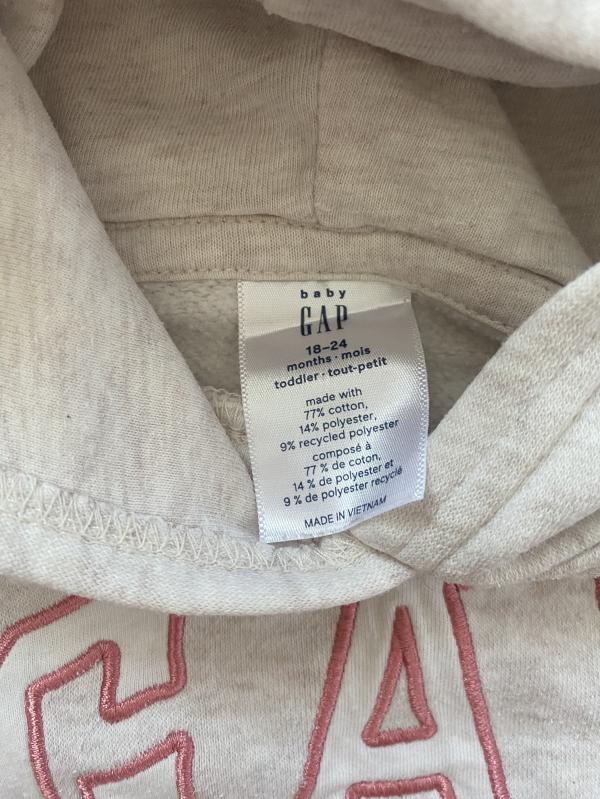 baby
GAP
18-24
months · mois
toddler · tout-petit
made with
77% cotton,
14% polyester,
9% recycled polyester
composé à
77 % de coton,
14 % de polyester et
9 % de polyester recyclé
MADE IN VIETNAM
GA